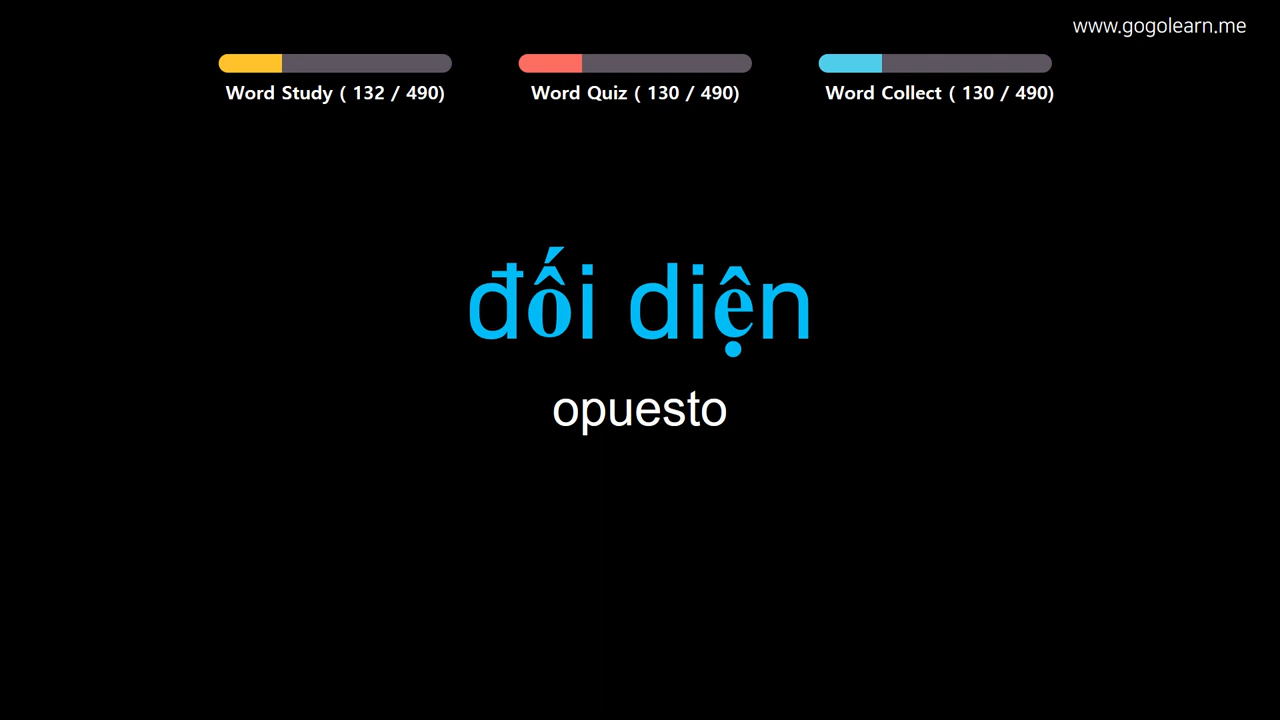 www.gogolearn.me
Word Study ( 132 / 490)
Word Quiz ( 130 / 490)
Word Collect ( 130 / 490)
đối diện
opuesto